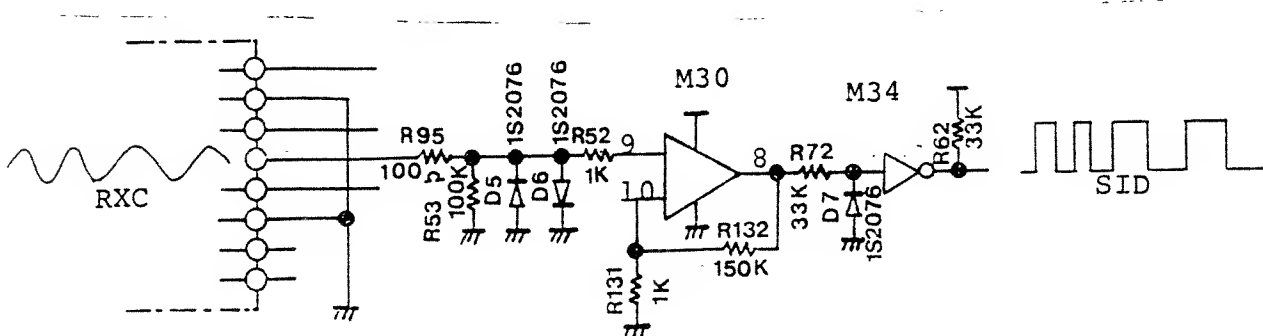 RXC
R95
100
R53
100K
D5
1S2076
D6
1S2076
R52
1K
9
10
M30
8
R131
1K
R132
150K
R72
33K
D7
1S2076
M34
R62
33K
SID